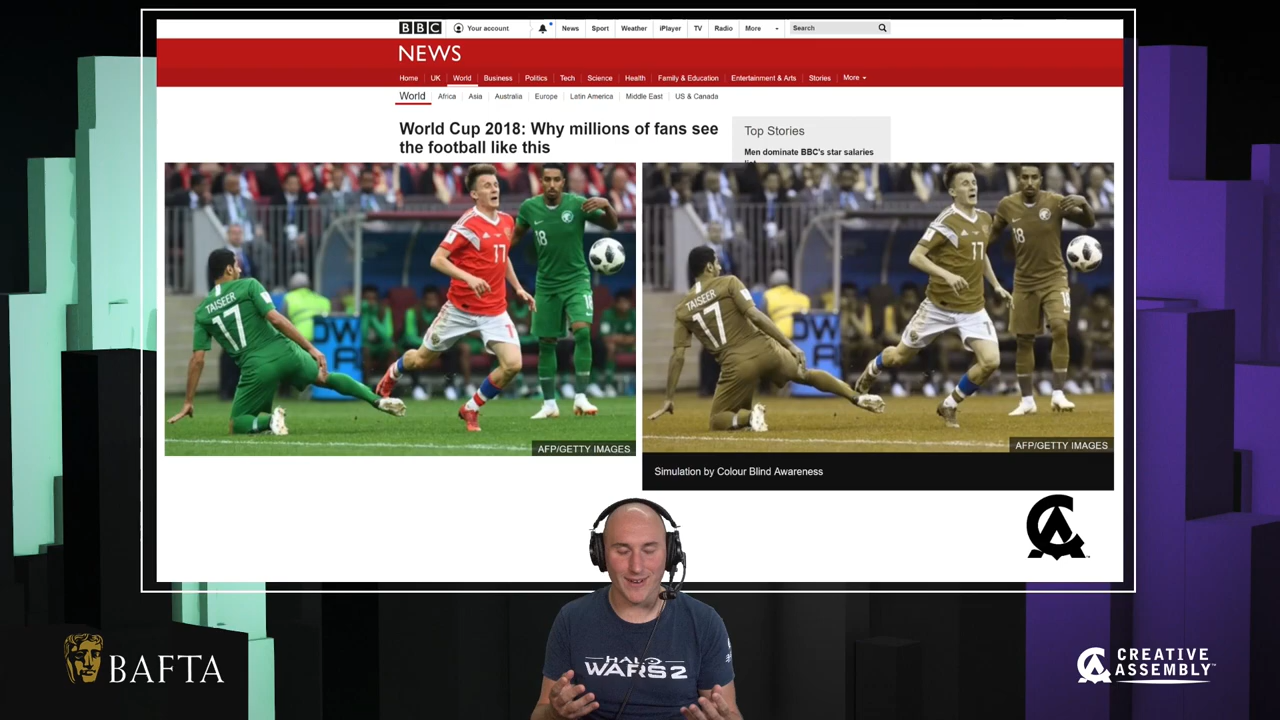 BBC Your account News Sport Weather iPlayer TV Radio More Search
NEWS
Home UK World Business Politics Tech Science Health Family & Education Entertainment & Arts Stories More
World Africa Asia Australia Europe Latin America Middle East US & Canada
World Cup 2018: Why millions of fans see
the football like this
Top Stories
Men dominate BBC's star salaries
list
TAISEER
17
17
18
18
AFP/GETTY IMAGES
TAISEER
17
17
18
18
AFP/GETTY IMAGES
Simulation by Colour Blind Awareness
HALO
WARS 2
BAFTA
CREATIVE
ASSEMBLY